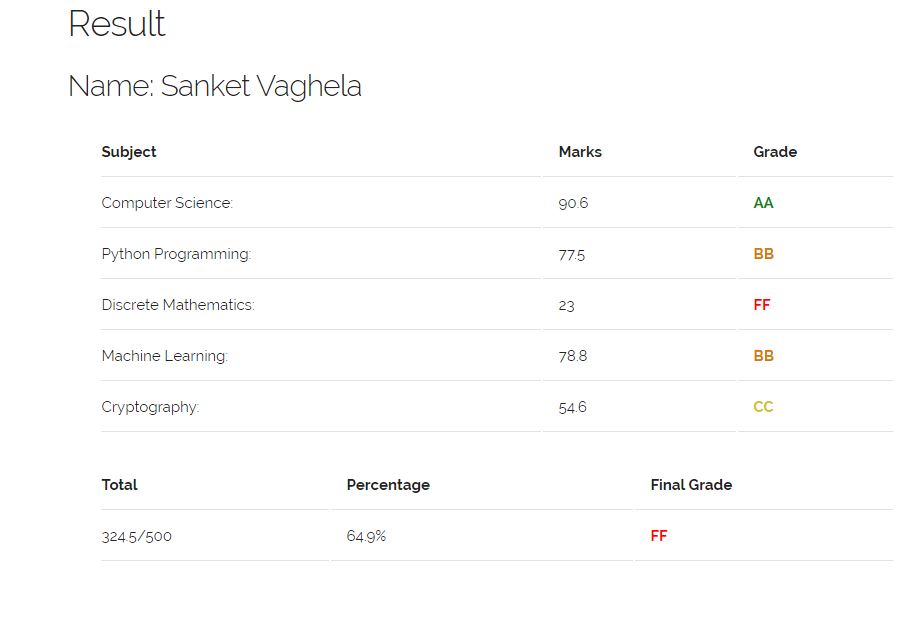 Result
Name: Sanket Vaghela
Subject Marks Grade
Computer Science: 90.6 AA
Python Programming: 77.5 BB
Discrete Mathematics: 23 FF
Machine Learning: 78.8 BB
Cryptography: 54.6 CC
Total Percentage Final Grade
324.5/500 64.9% FF